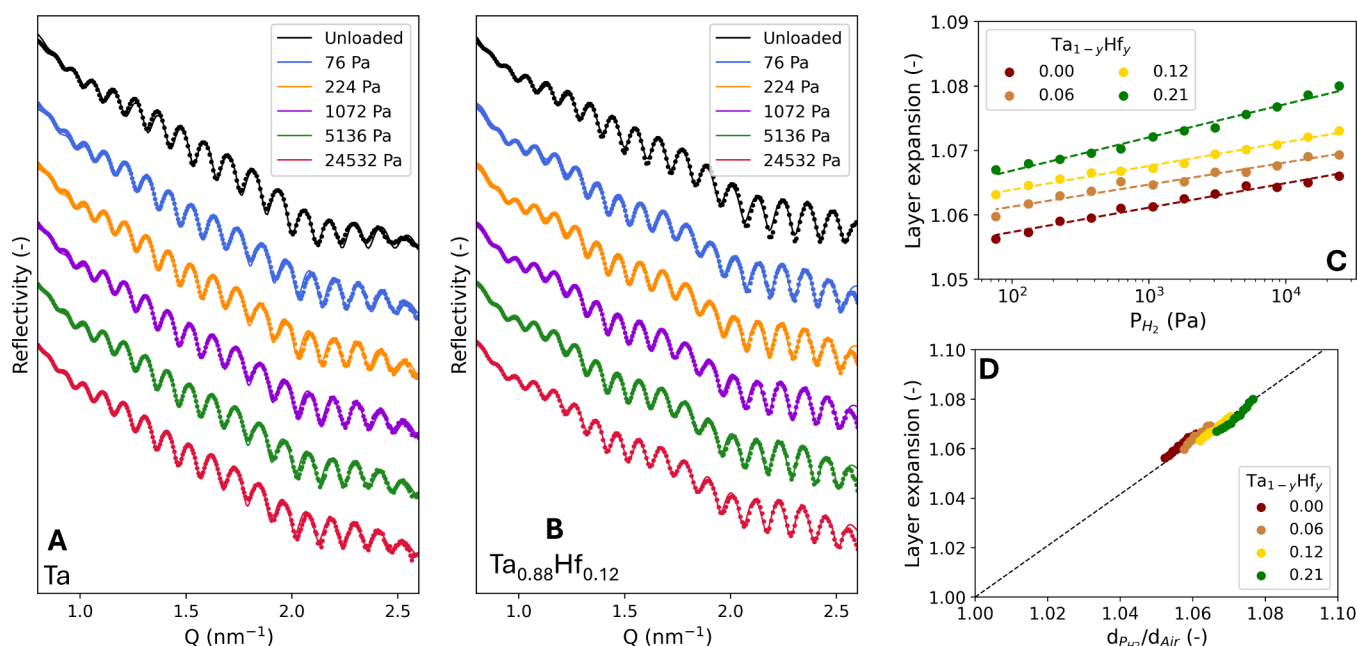 Reflectivity (-)
Unloaded
76 Pa
224 Pa
1072 Pa
5136 Pa
24532 Pa
A
Ta
1.0 1.5 2.0 2.5
Q (nm⁻¹)
Reflectivity (-)
Unloaded
76 Pa
224 Pa
1072 Pa
5136 Pa
24532 Pa
B
Ta₀.₈₈Hf₀.₁₂
1.0 1.5 2.0 2.5
Q (nm⁻¹)
Layer expansion (-)
1.09
1.08
1.07
1.06
1.05
Ta₁₋yHfy
0.00 0.12
0.06 0.21
C
10² 10³ 10⁴
P_H₂ (Pa)
Layer expansion (-)
1.10
1.08
1.06
1.04
1.02
1.00
D
Ta₁₋yHfy
0.00
0.06
0.12
0.21
1.00 1.02 1.04 1.06 1.08 1.10
d_P_H₂/d_Air (-)